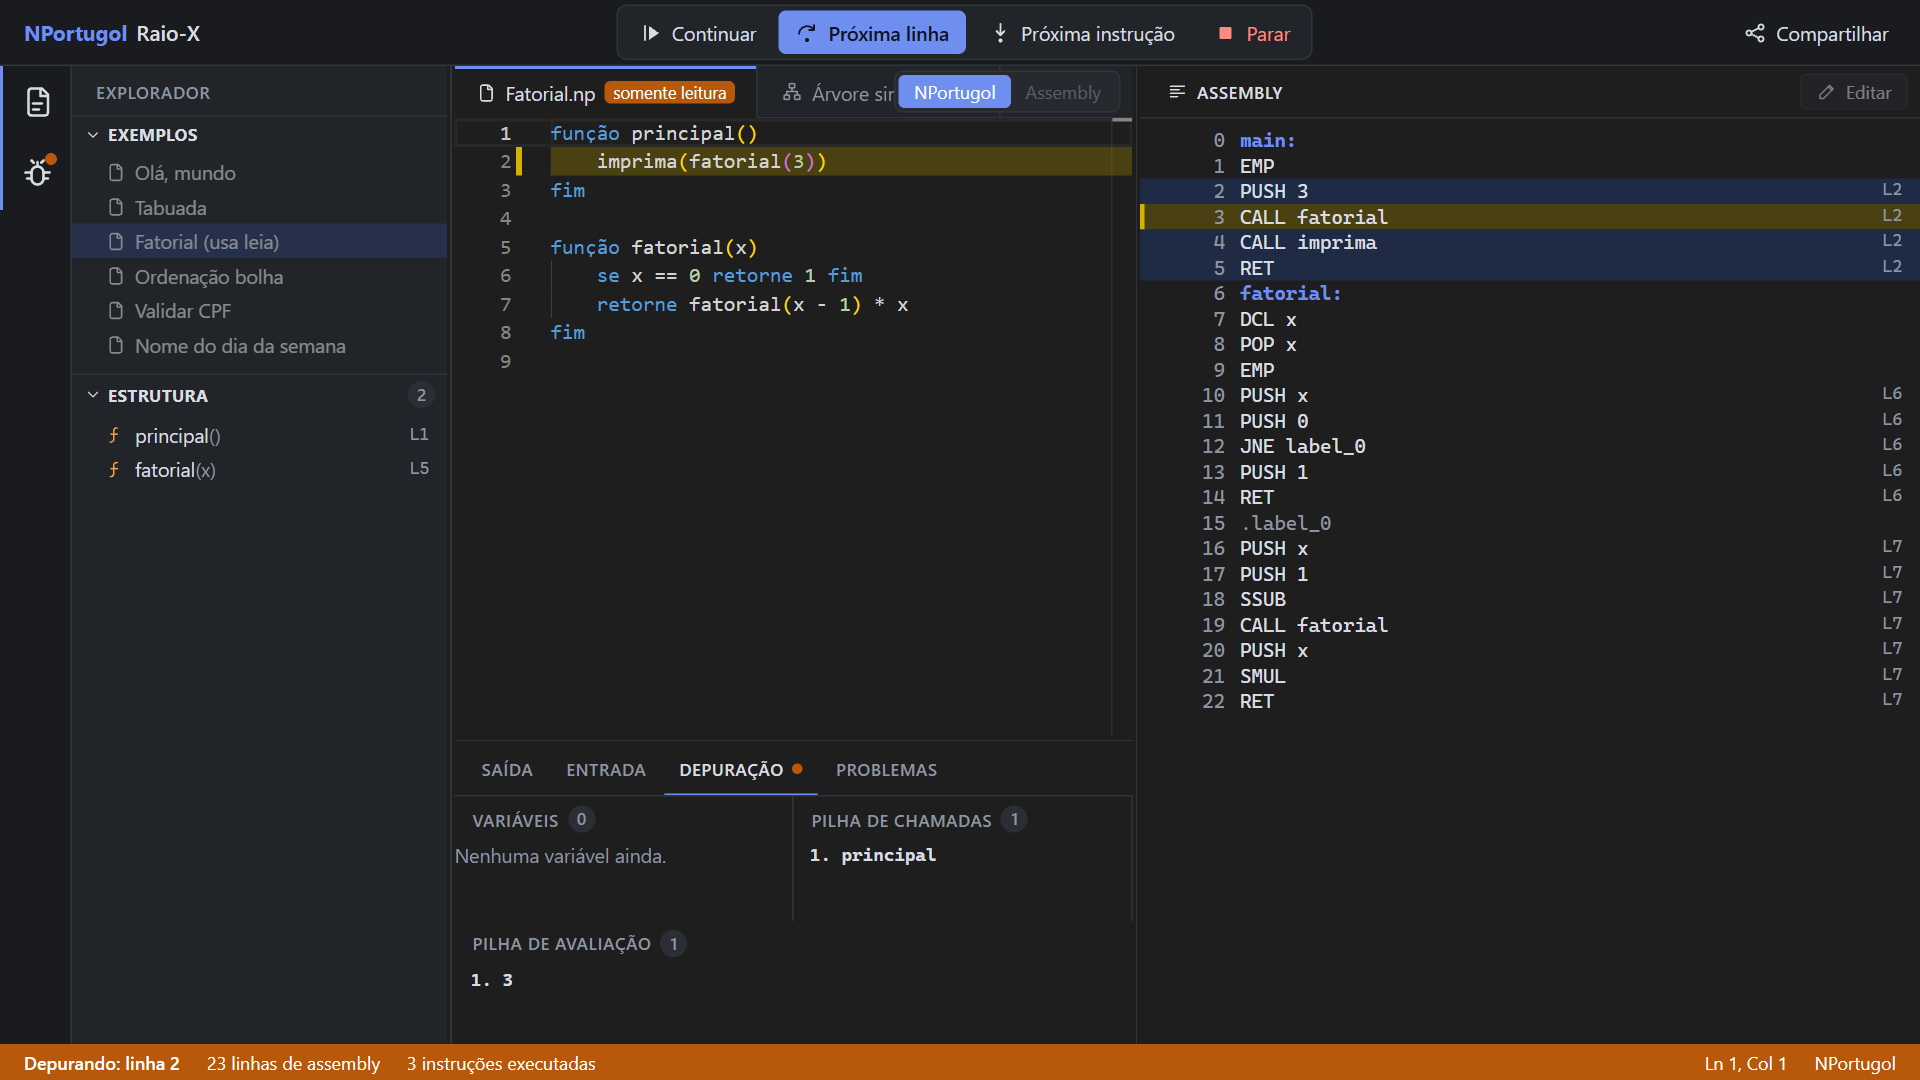 NPortugol Raio-X
Continuar
Próxima linha
Próxima instrução
Parar
Compartilhar
EXPLORADOR
EXEMPLOS
Olá, mundo
Tabuada
Fatorial (usa leia)
Ordenação bolha
Validar CPF
Nome do dia da semana
ESTRUTURA 2
principal() L1
fatorial(x) L5
Fatorial.np somente leitura
Árvore sin
NPortugol
Assembly
1 função principal()
2 imprima(fatorial(3))
3 fim
4
5 função fatorial(x)
6 se x == 0 retorne 1 fim
7 retorne fatorial(x - 1) * x
8 fim
9
SAÍDA
ENTRADA
DEPURAÇÃO
PROBLEMAS
VARIÁVEIS 0
Nenhuma variável ainda.
PILHA DE CHAMADAS 1
1. principal
PILHA DE AVALIAÇÃO 1
1. 3
ASSEMBLY
Editar
0 main:
1 EMP
2 PUSH 3 L2
3 CALL fatorial L2
4 CALL imprima L2
5 RET L2
6 fatorial:
7 DCL x
8 POP x
9 EMP
10 PUSH x L6
11 PUSH 0 L6
12 JNE label_0 L6
13 PUSH 1 L6
14 RET L6
15 .label_0
16 PUSH x L7
17 PUSH 1 L7
18 SSUB L7
19 CALL fatorial L7
20 PUSH x L7
21 SMUL L7
22 RET L7
Depurando: linha 2
23 linhas de assembly
3 instruções executadas
Ln 1, Col 1
NPortugol